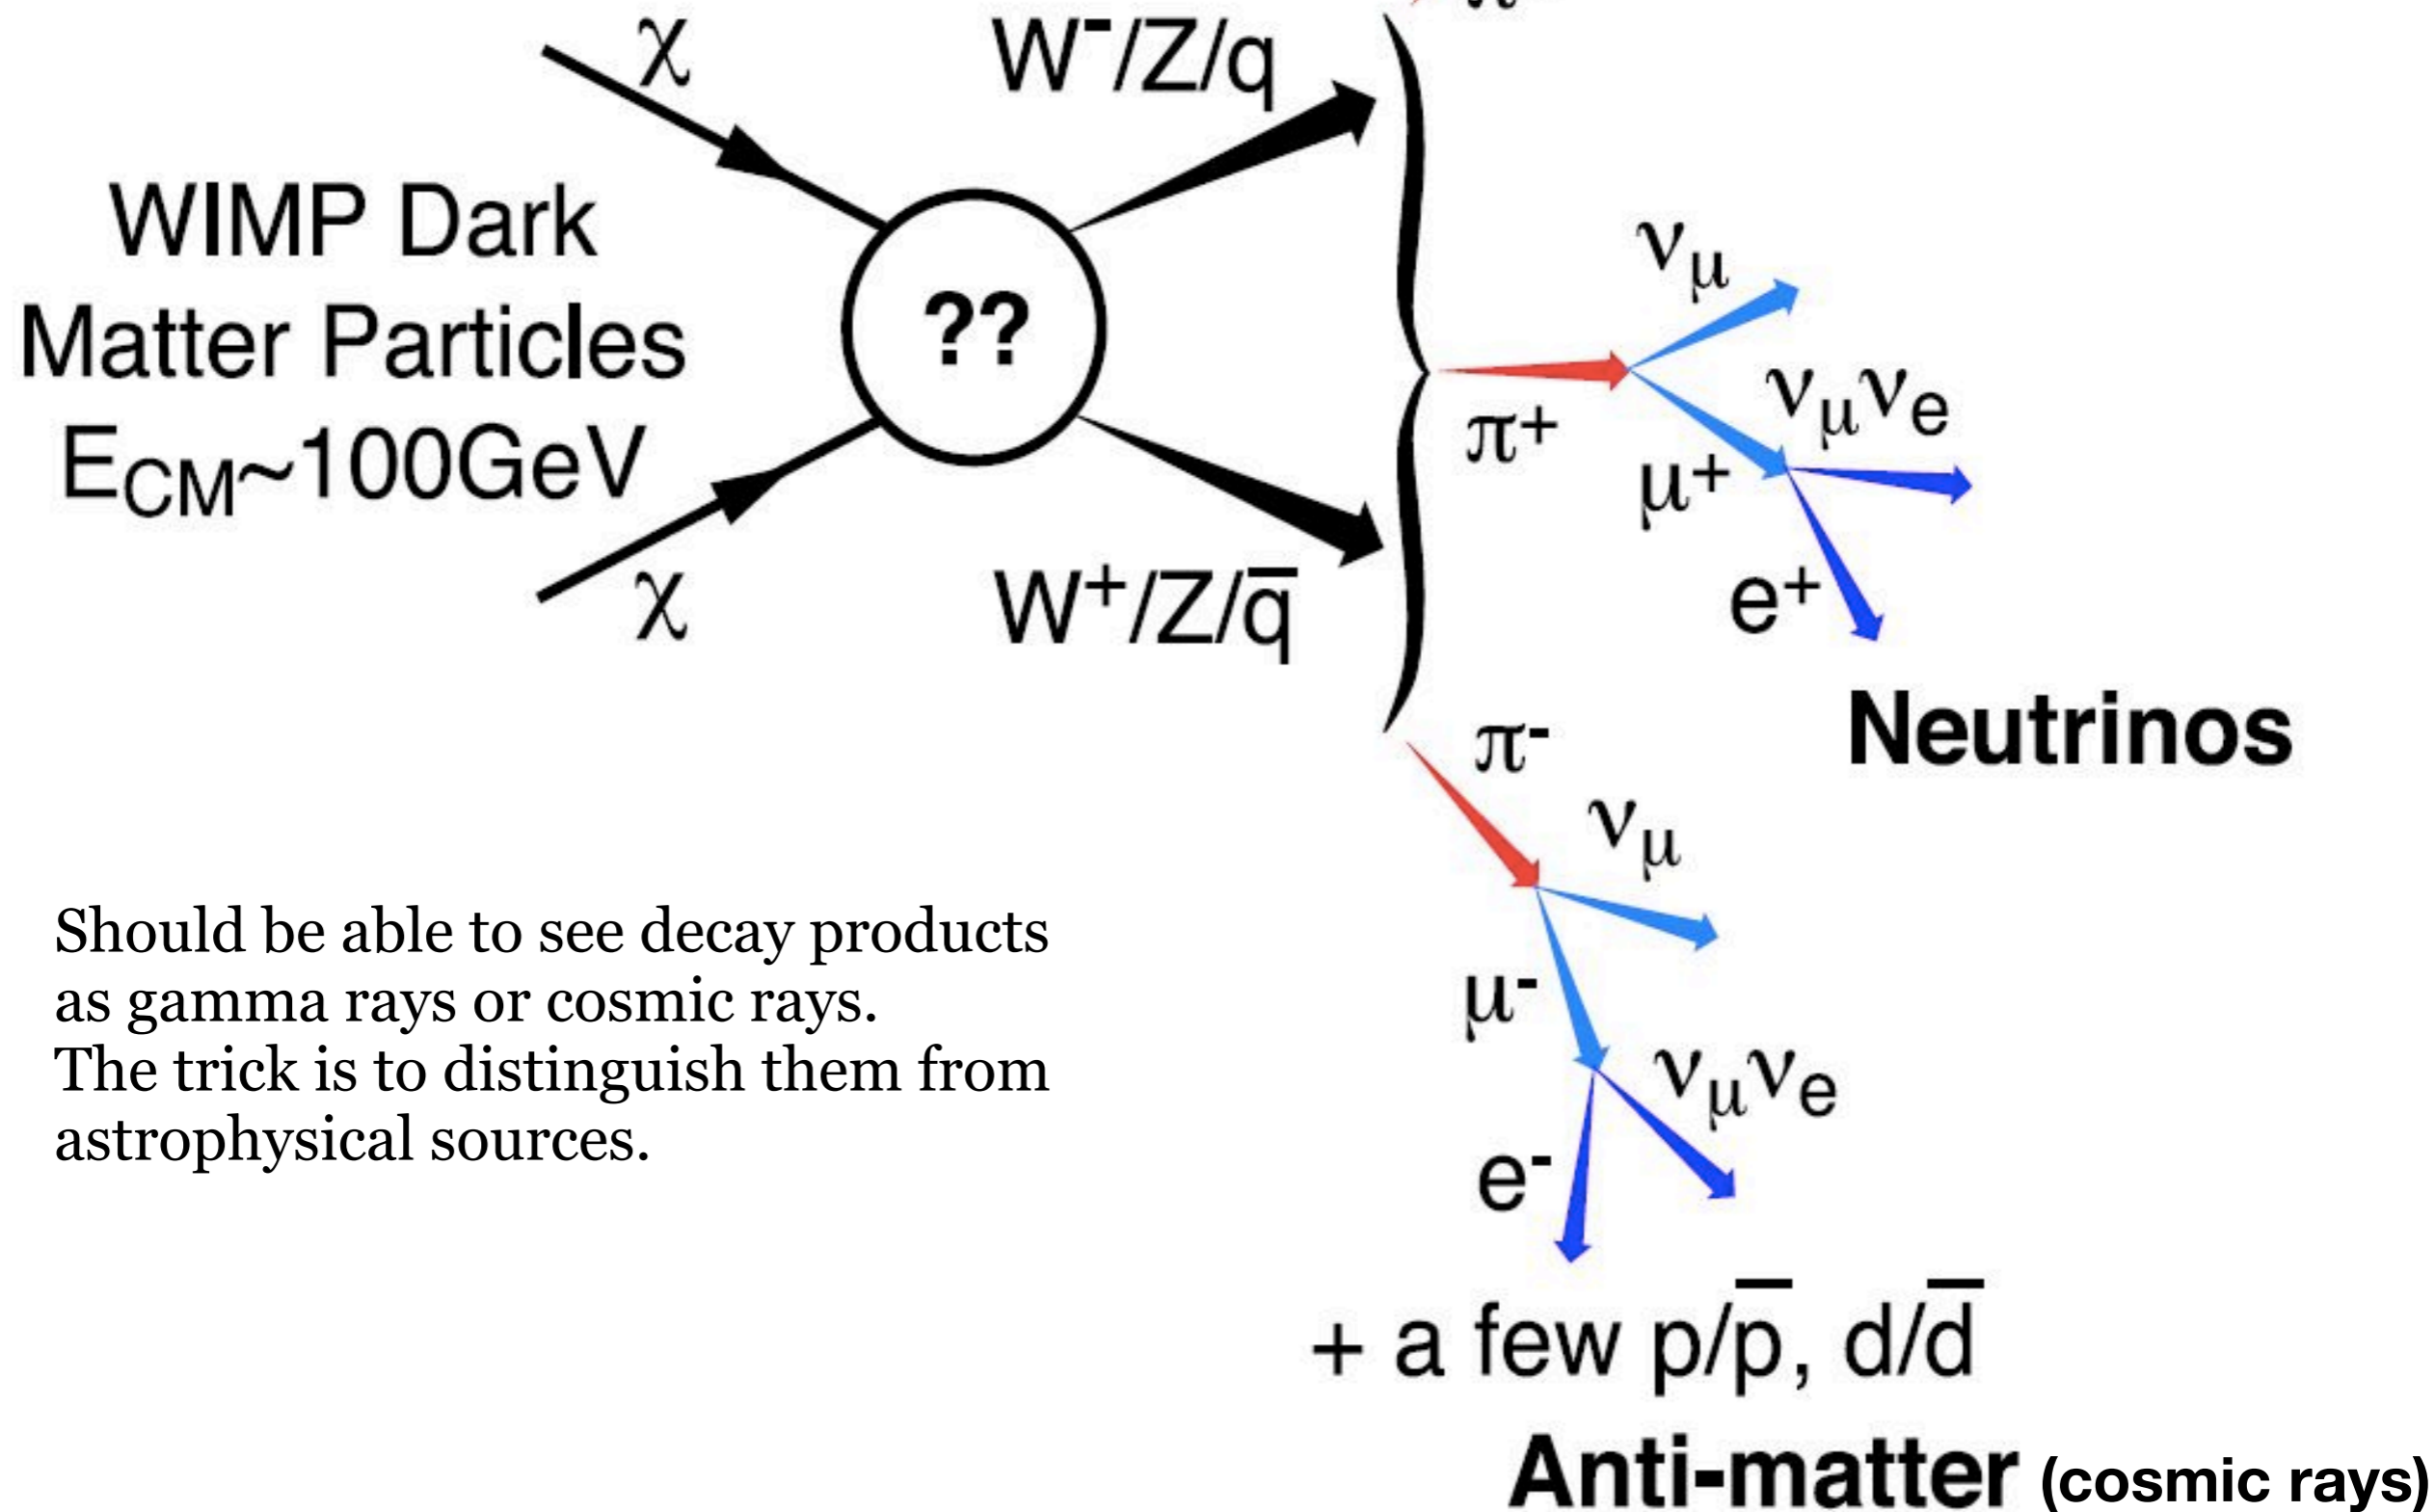 χ
W⁻/Z/q
WIMP Dark
Matter Particles
E_CM~100GeV
??
ν_μ
π⁺
ν_μν_e
μ⁺
e⁺
χ
W⁺/Z/q̅
Neutrinos
π⁻
ν_μ
Should be able to see decay products
as gamma rays or cosmic rays.
The trick is to distinguish them from
astrophysical sources.
μ⁻
ν_μν_e
e⁻
+ a few p/p̅, d/d̅
Anti-matter (cosmic rays)